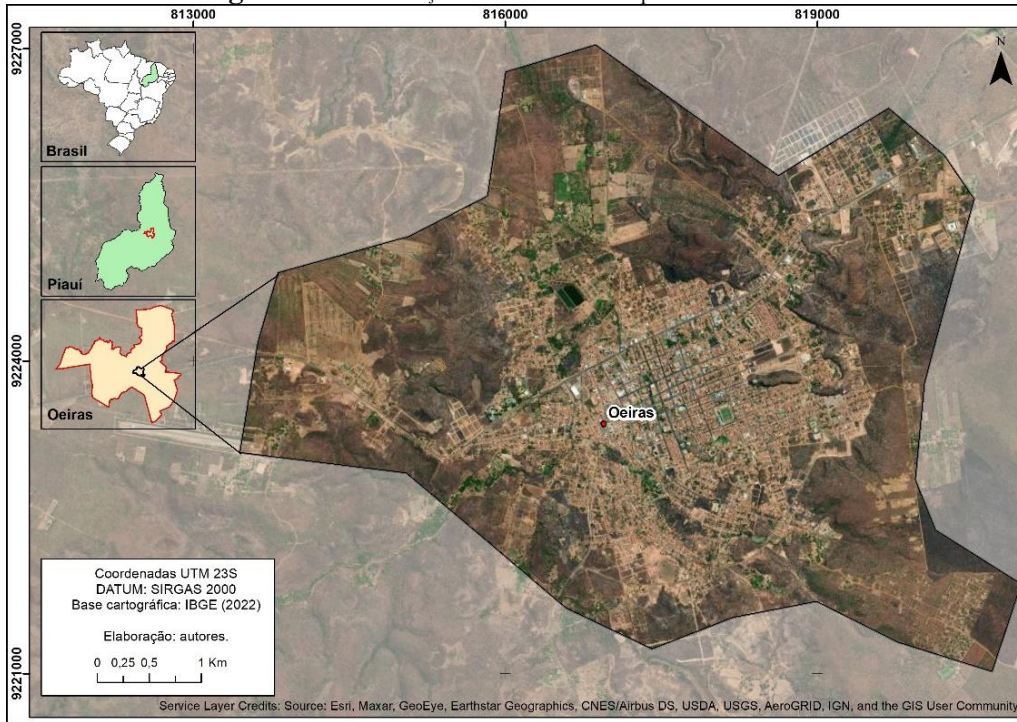 813000 816000 819000
9227000
9224000
9221000
N
Brasil
Piauí
Oeiras
Oeiras
Coordenadas UTM 23S
DATUM: SIRGAS 2000
Base cartográfica: IBGE (2022)
Elaboração: autores.
0 0,25 0,5 1 Km
Service Layer Credits: Source: Esri, Maxar, GeoEye, Earthstar Geographics, CNES/Airbus DS, USDA, USGS, AeroGRID, IGN, and the GIS User Community